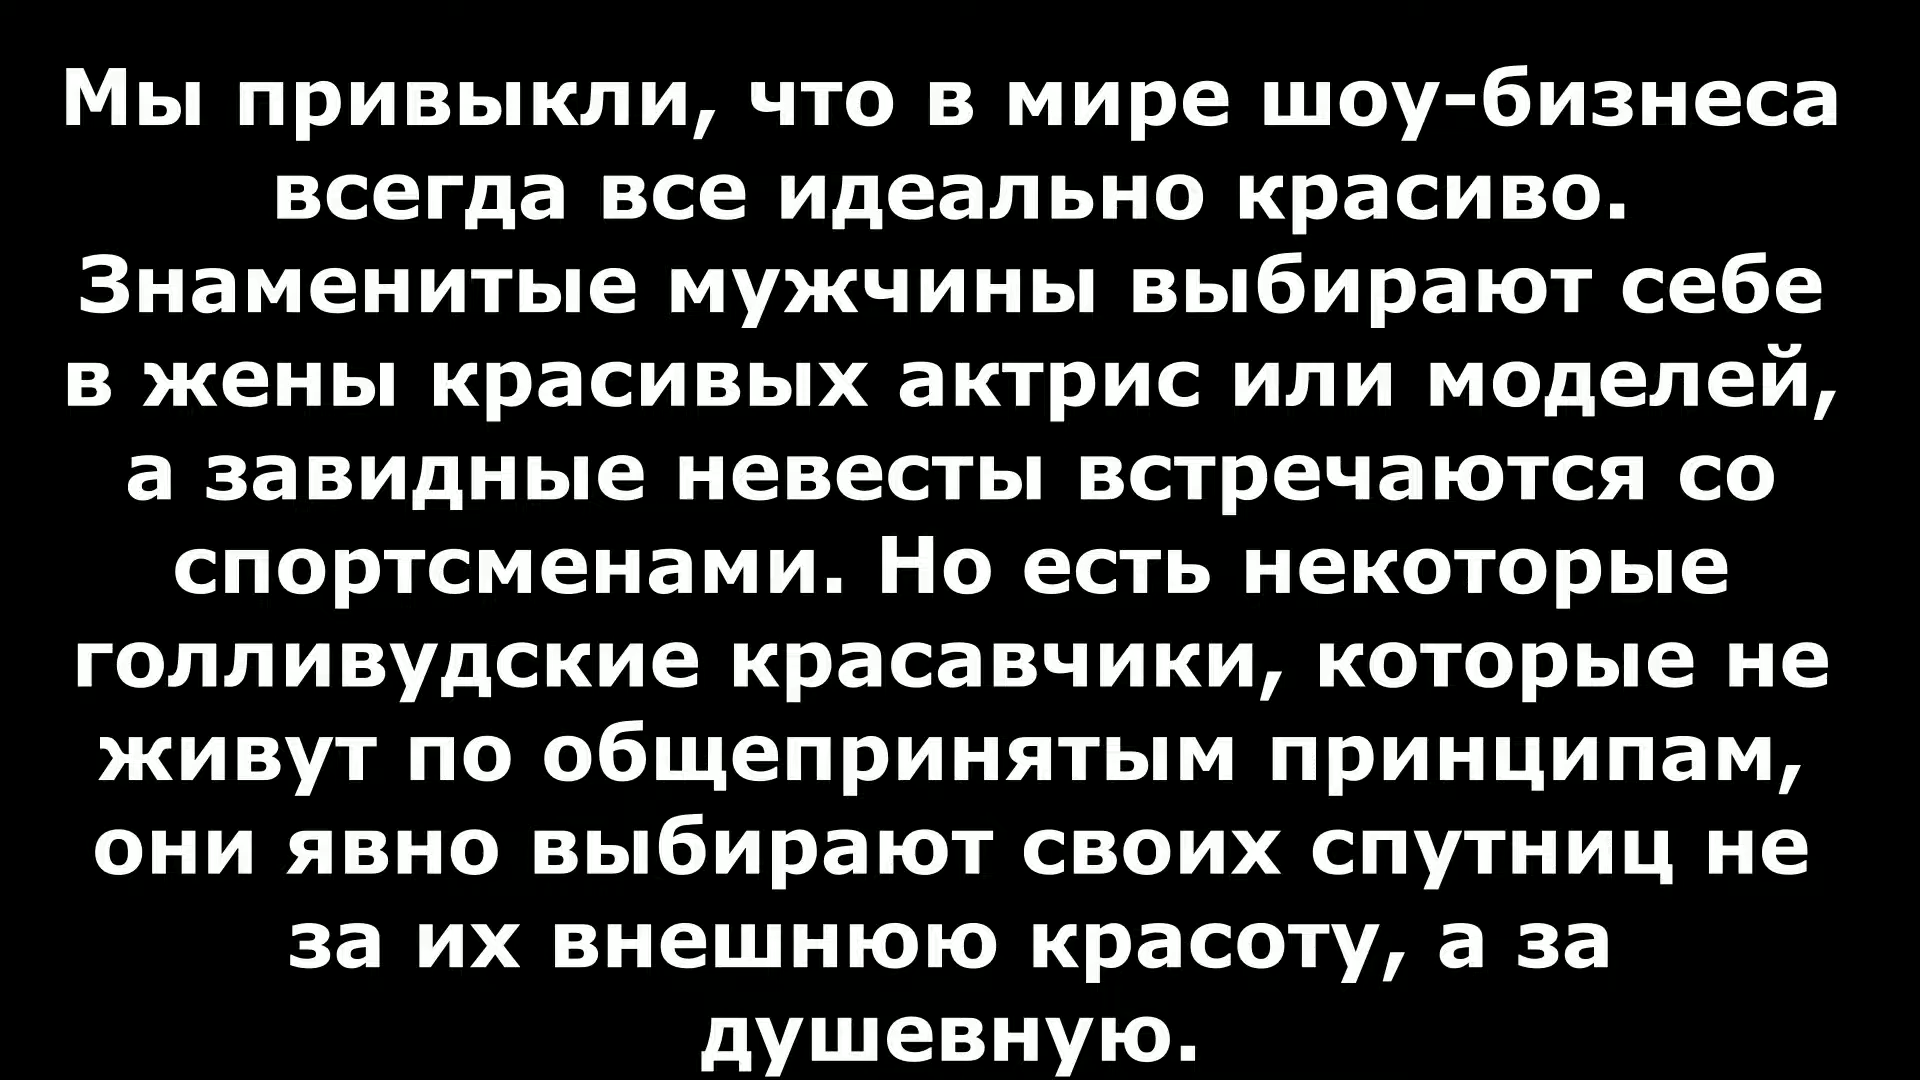 Мы привыкли, что в мире шоу-бизнеса
всегда все идеально красиво.
Знаменитые мужчины выбирают себе
в жены красивых актрис или моделей,
а завидные невесты встречаются со
спортсменами. Но есть некоторые
голливудские красавчики, которые не
живут по общепринятым принципам,
они явно выбирают своих спутниц не
за их внешнюю красоту, а за
душевную.